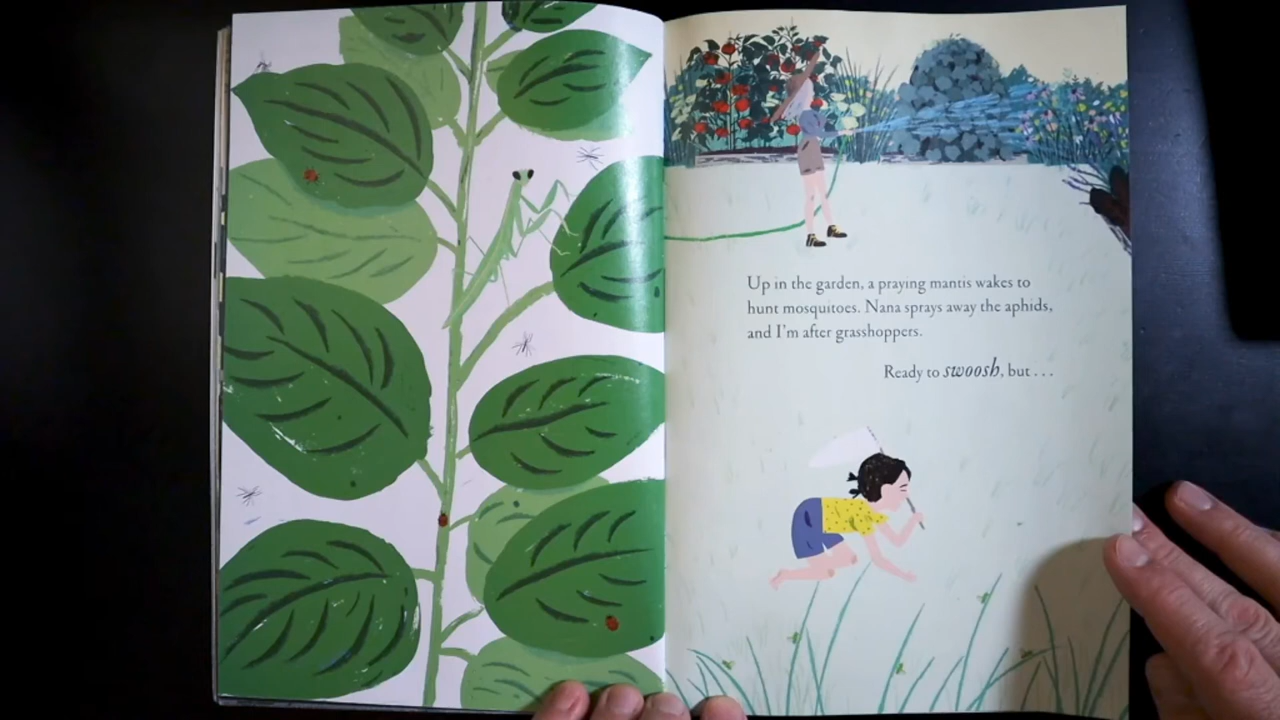 Up in the garden, a praying mantis wakes to
hunt mosquitoes. Nana sprays away the aphids,
and I'm after grasshoppers.
Ready to swoosh, but . . .